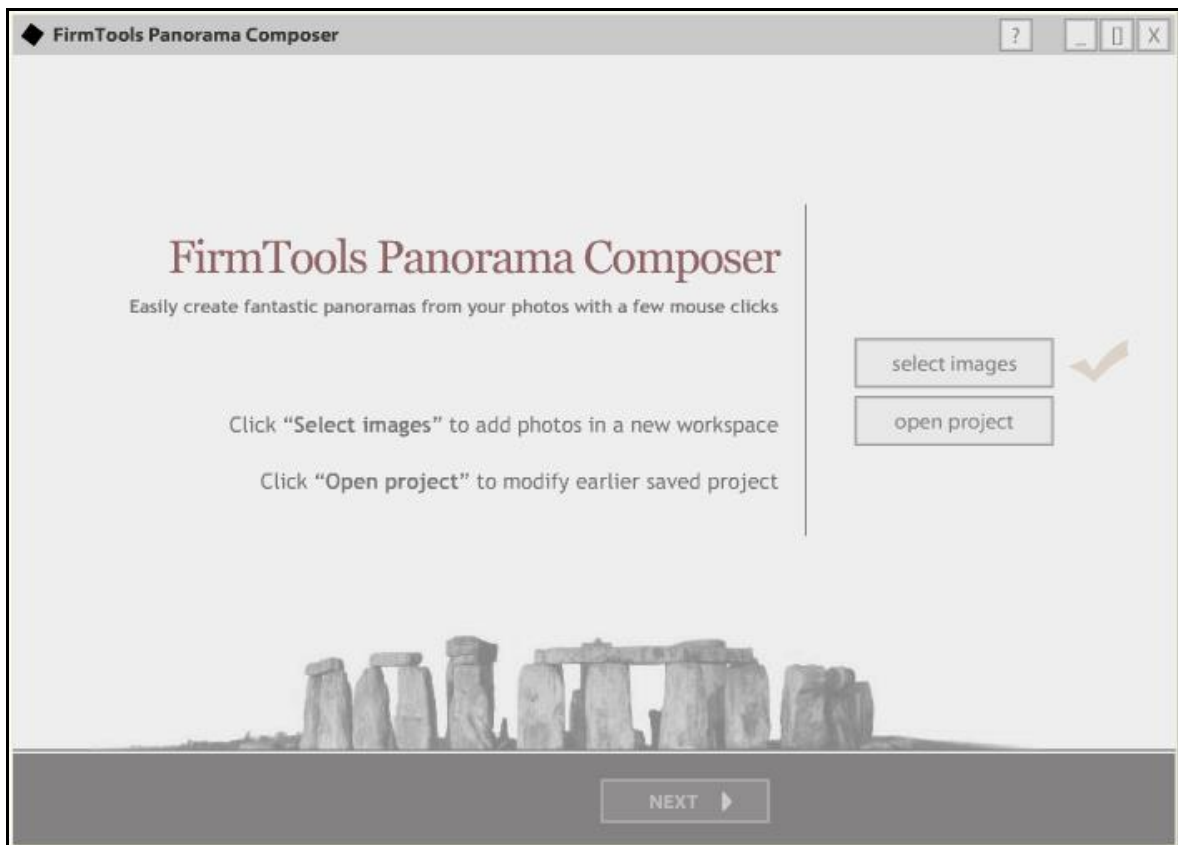 FirmTools Panorama Composer
? _ [] X
FirmTools Panorama Composer
Easily create fantastic panoramas from your photos with a few mouse clicks
select images
open project
Click “Select images” to add photos in a new workspace
Click “Open project” to modify earlier saved project
NEXT